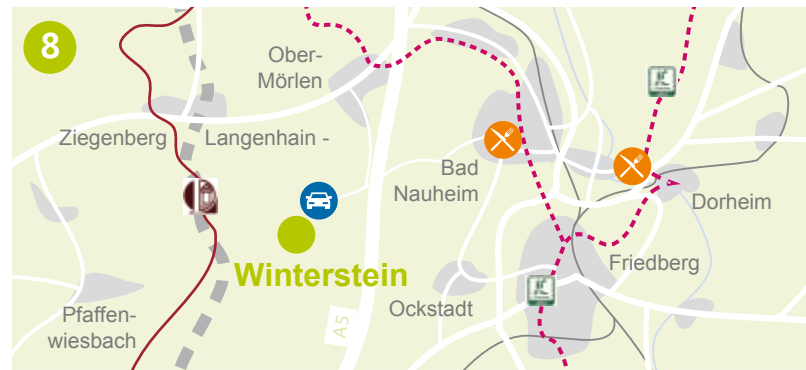 8
Ober-
Mörlen
Ziegenberg
Langenhain -
Bad
Nauheim
Dorheim
Winterstein
Friedberg
Ockstadt
Pfaffen-
wiesbach
A5